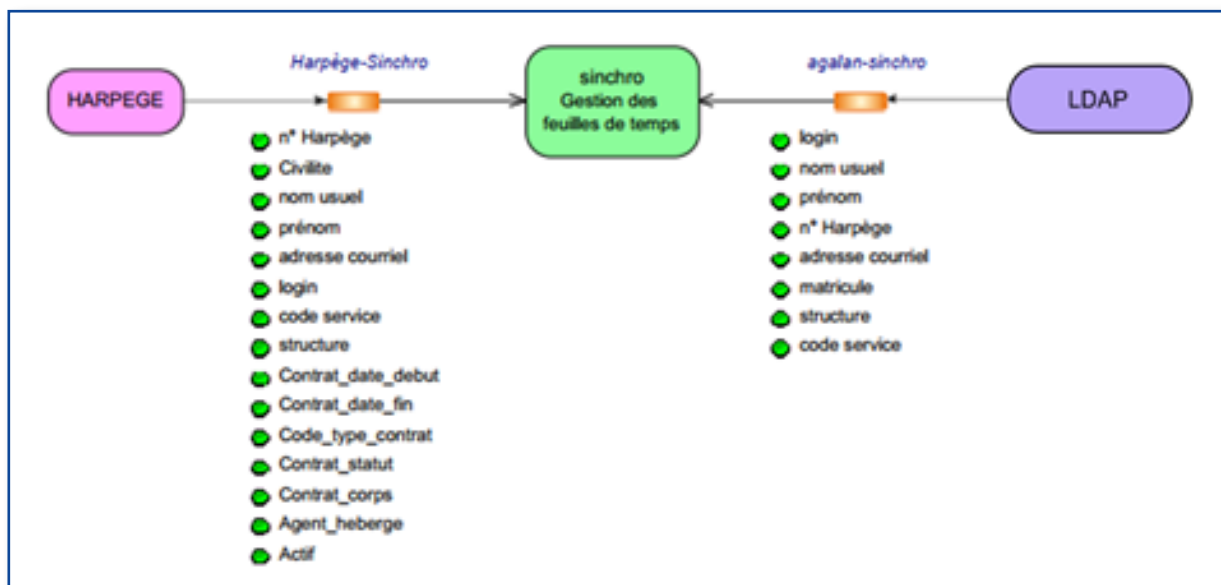 Harpège-Sinchro
agalan-sinchro
HARPEGE
sinchro
Gestion des
feuilles de temps
LDAP
n° Harpège
Civilite
nom usuel
prénom
adresse courriel
login
code service
structure
Contrat_date_debut
Contrat_date_fin
Code_type_contrat
Contrat_statut
Contrat_corps
Agent_heberge
Actif
login
nom usuel
prénom
n° Harpège
adresse courriel
matricule
structure
code service